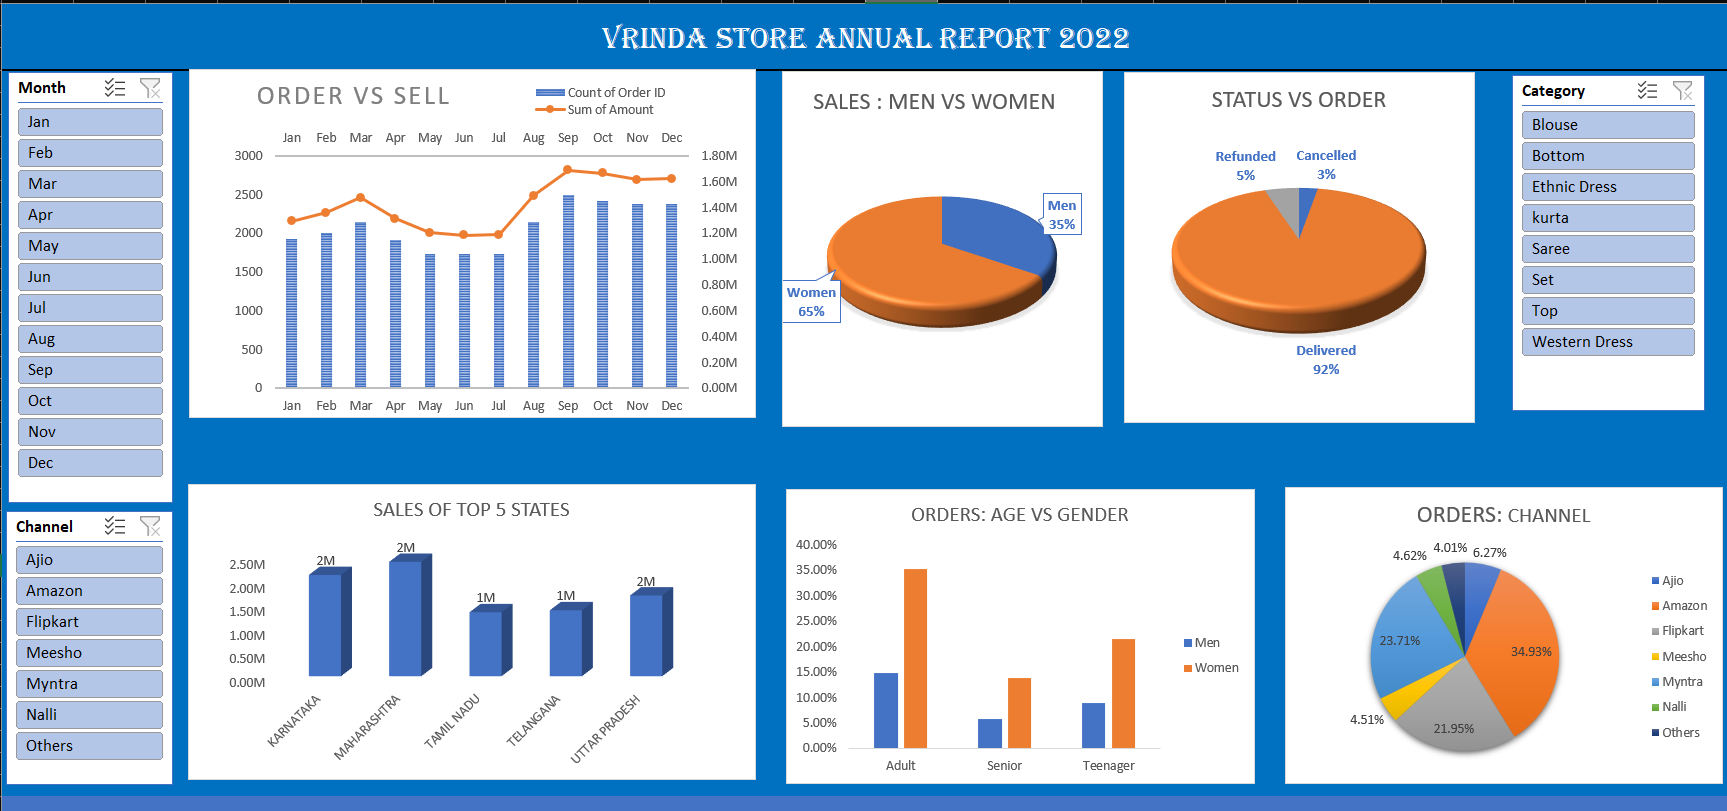 VRINDA STORE ANNUAL REPORT 2022
Month
Jan
Feb
Mar
Apr
May
Jun
Jul
Aug
Sep
Oct
Nov
Dec
ORDER VS SELL
Count of Order ID
Sum of Amount
Jan Feb Mar Apr May Jun Jul Aug Sep Oct Nov Dec
3000 1.80M
2500 1.60M
2000 1.40M
1500 1.20M
1000 1.00M
500 0.80M
0 0.60M
0.40M
0.20M
0.00M
Jan Feb Mar Apr May Jun Jul Aug Sep Oct Nov Dec
SALES : MEN VS WOMEN
Men
35%
Women
65%
STATUS VS ORDER
Refunded
5%
Cancelled
3%
Delivered
92%
Category
Blouse
Bottom
Ethnic Dress
kurta
Saree
Set
Top
Western Dress
Channel
Ajio
Amazon
Flipkart
Meesho
Myntra
Nalli
Others
SALES OF TOP 5 STATES
2.50M
2.00M
1.50M
1.00M
0.50M
0.00M
2M 2M 1M 1M 2M
KARNATAKA
MAHARASHTRA
TAMIL NADU
TELANGANA
UTTAR PRADESH
ORDERS: AGE VS GENDER
40.00%
35.00%
30.00%
25.00%
20.00%
15.00%
10.00%
5.00%
0.00%
Adult Senior Teenager
Men
Women
ORDERS: CHANNEL
4.62% 4.01% 6.27%
23.71% 34.93%
4.51% 21.95%
Ajio
Amazon
Flipkart
Meesho
Myntra
Nalli
Others